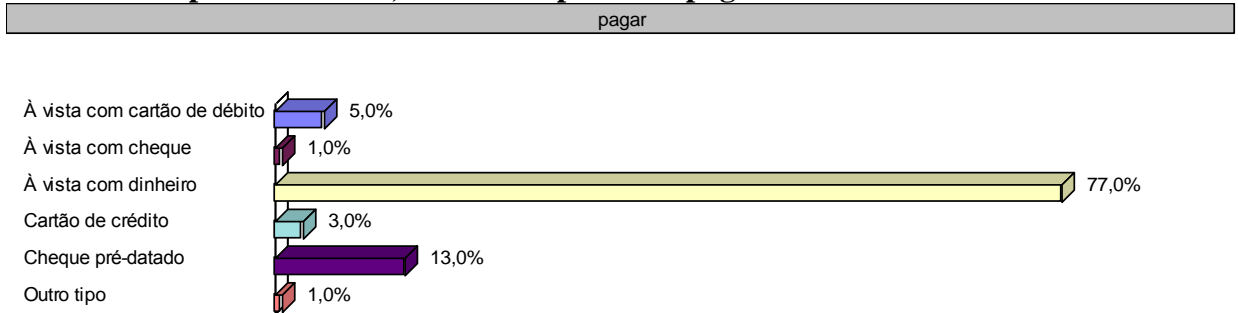 pagar
À vista com cartão de débito 5,0%
À vista com cheque 1,0%
À vista com dinheiro 77,0%
Cartão de crédito 3,0%
Cheque pré-datado 13,0%
Outro tipo 1,0%